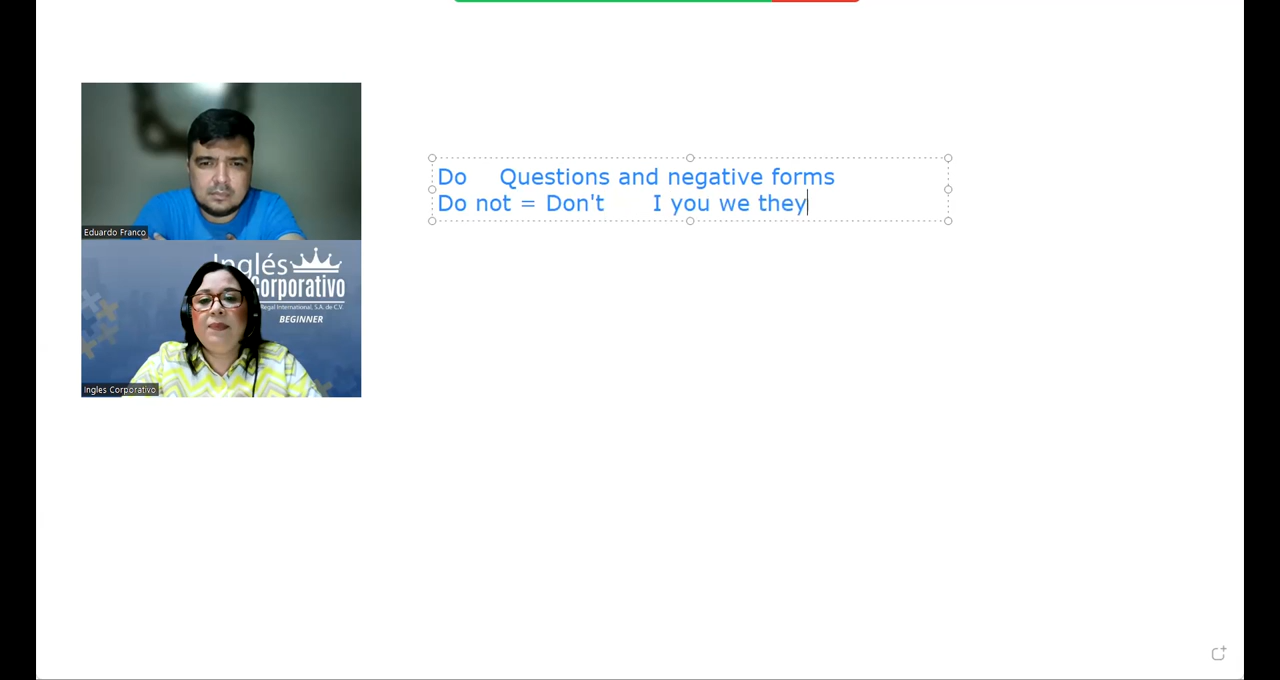 Do Questions and negative forms
Do not = Don't I you we they
Eduardo Franco
Inglés
Corporativo
Regal International, S.A. de C.V.
BEGINNER
Ingles Corporativo